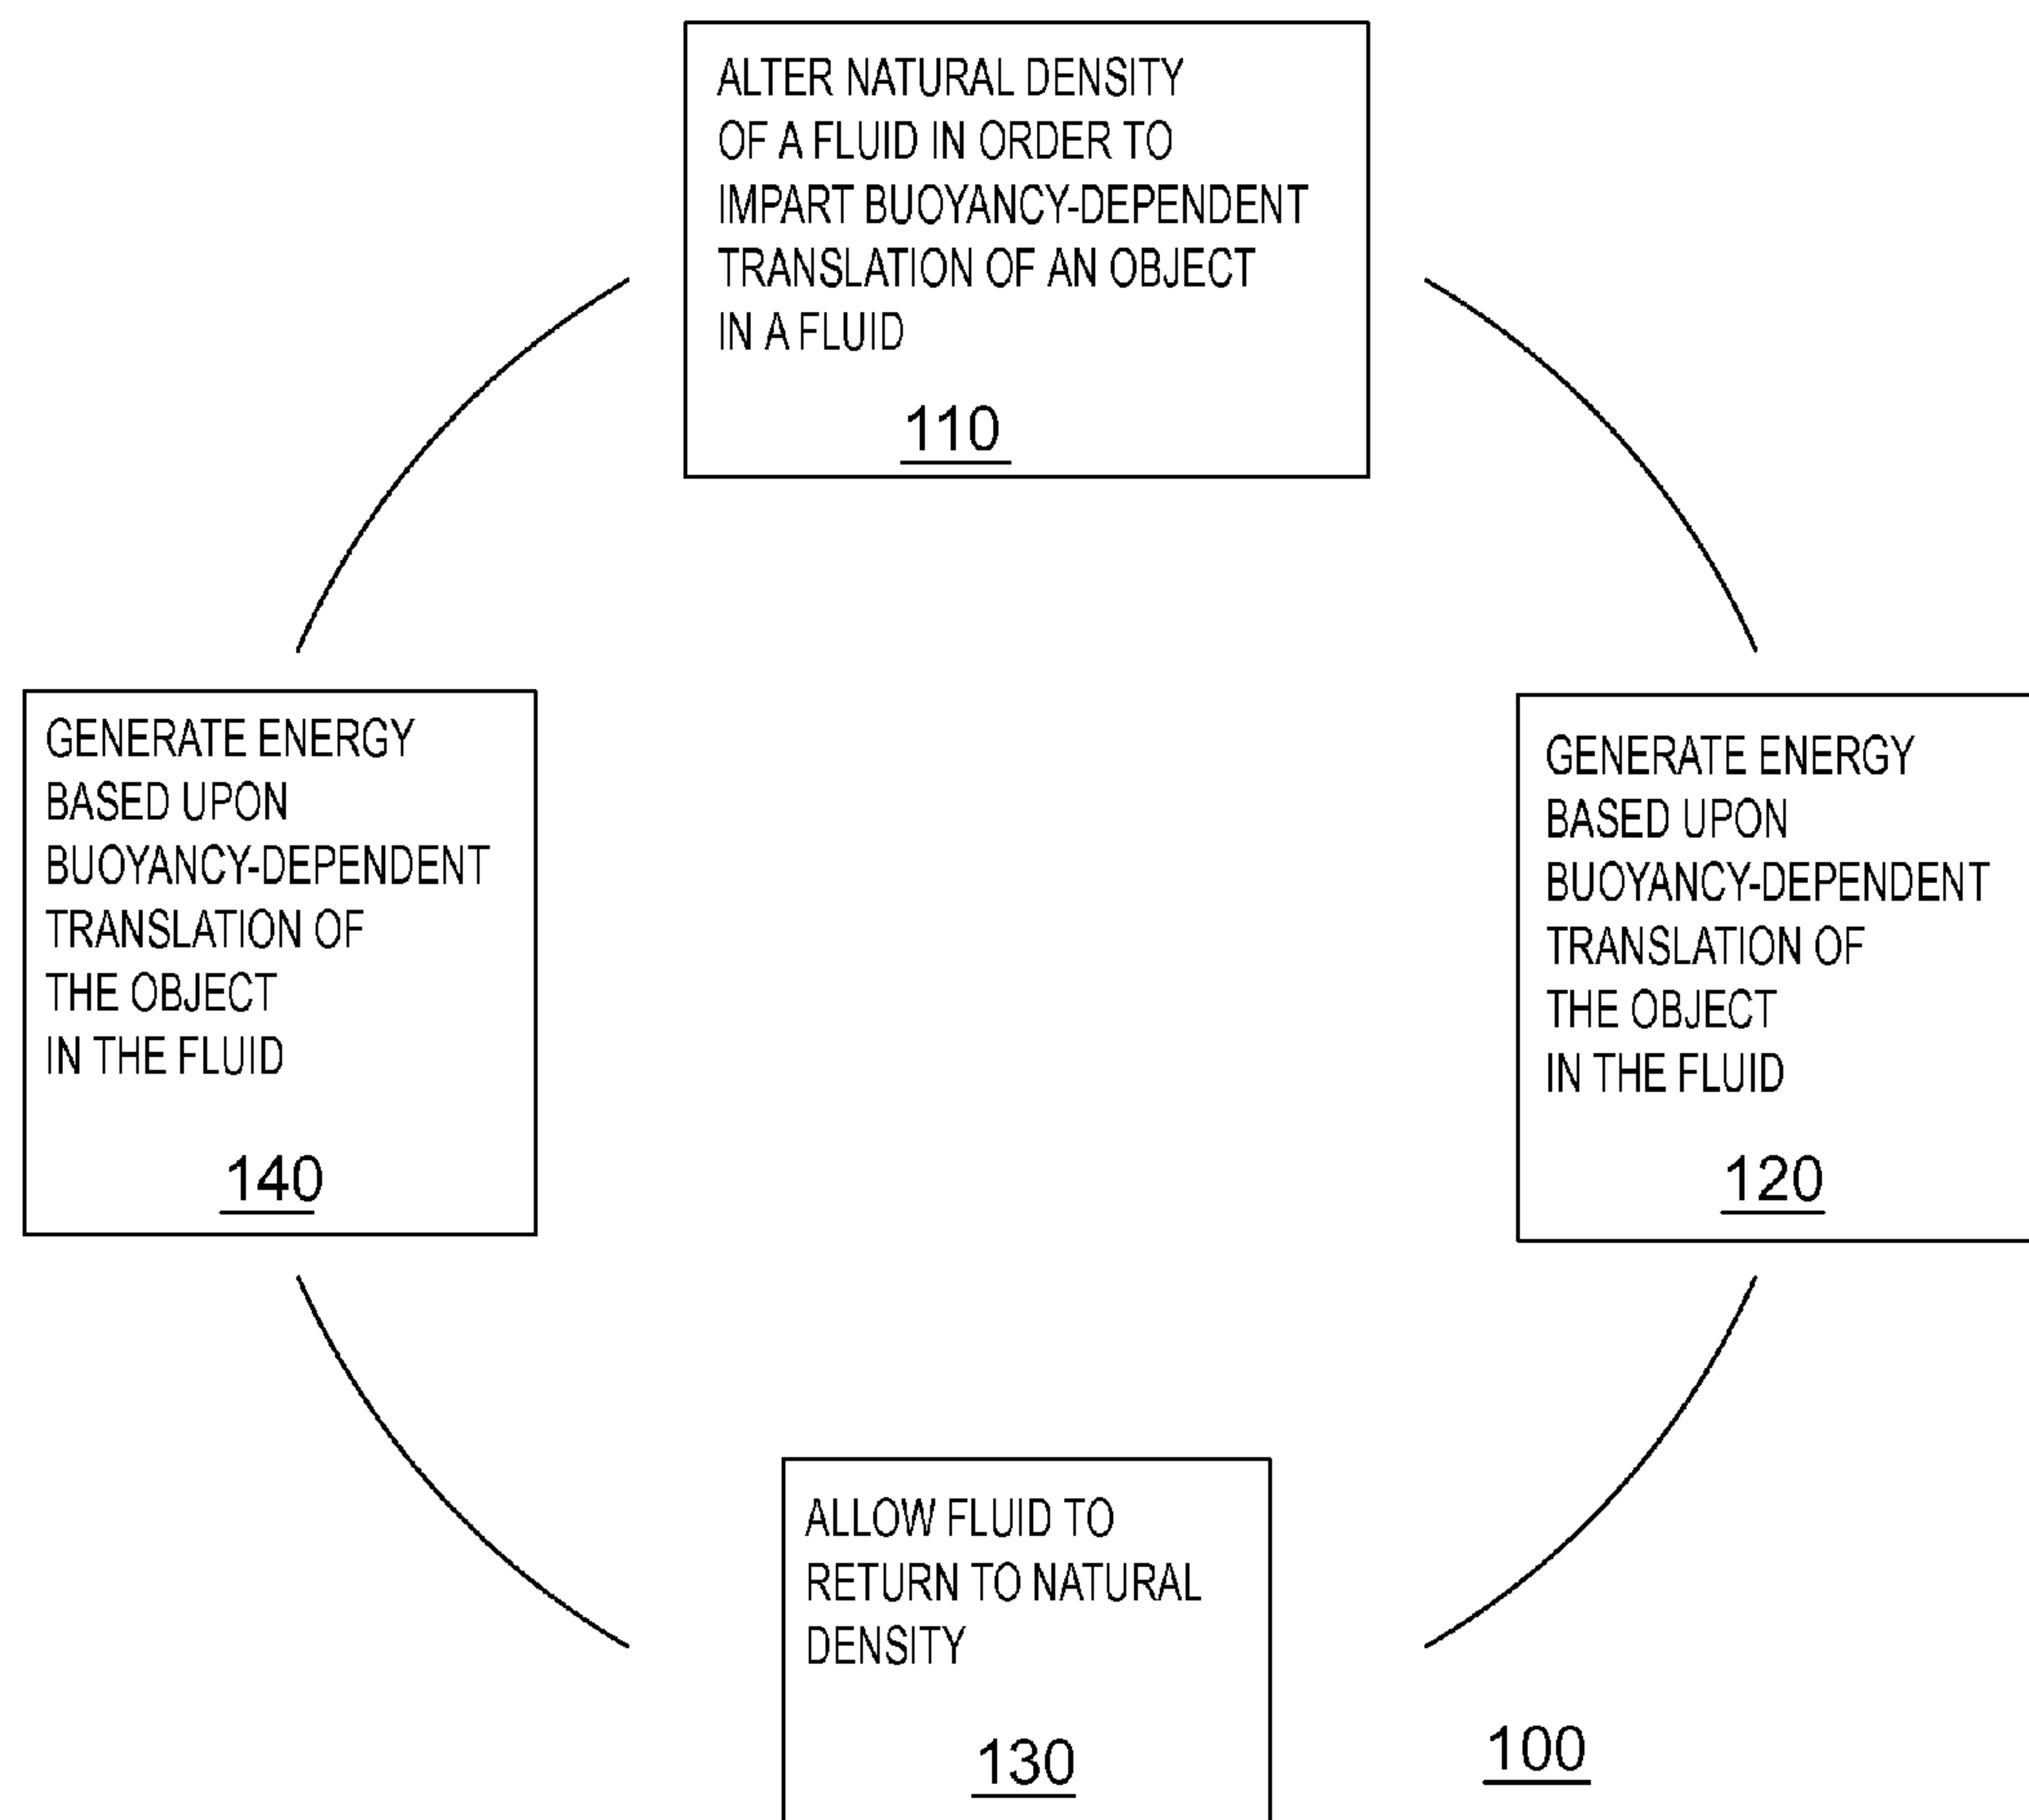 ALTER NATURAL DENSITY
OF A FLUID IN ORDER TO
IMPART BUOYANCY-DEPENDENT
TRANSLATION OF AN OBJECT
IN A FLUID
110
GENERATE ENERGY
BASED UPON
BUOYANCY-DEPENDENT
TRANSLATION OF
THE OBJECT
IN THE FLUID
140
GENERATE ENERGY
BASED UPON
BUOYANCY-DEPENDENT
TRANSLATION OF
THE OBJECT
IN THE FLUID
120
ALLOW FLUID TO
RETURN TO NATURAL
DENSITY
130
100